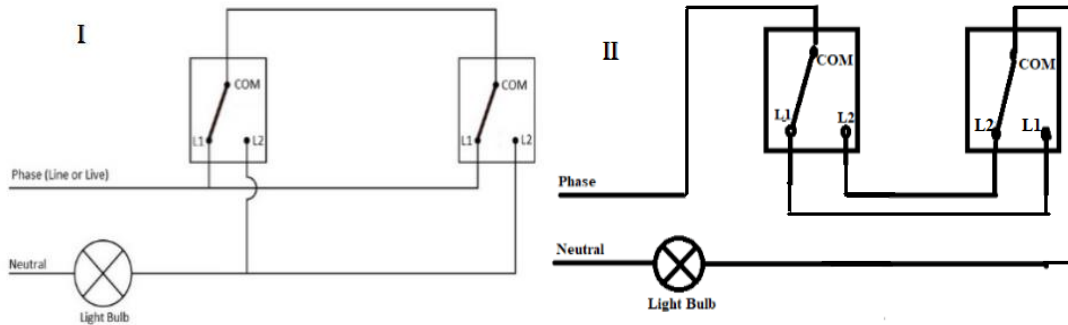 I
COM
L1
L2
COM
L1
L2
Phase (Line or Live)
Neutral
Light Bulb
II
COM
L1
L2
COM
L2
L1
Phase
Neutral
Light Bulb